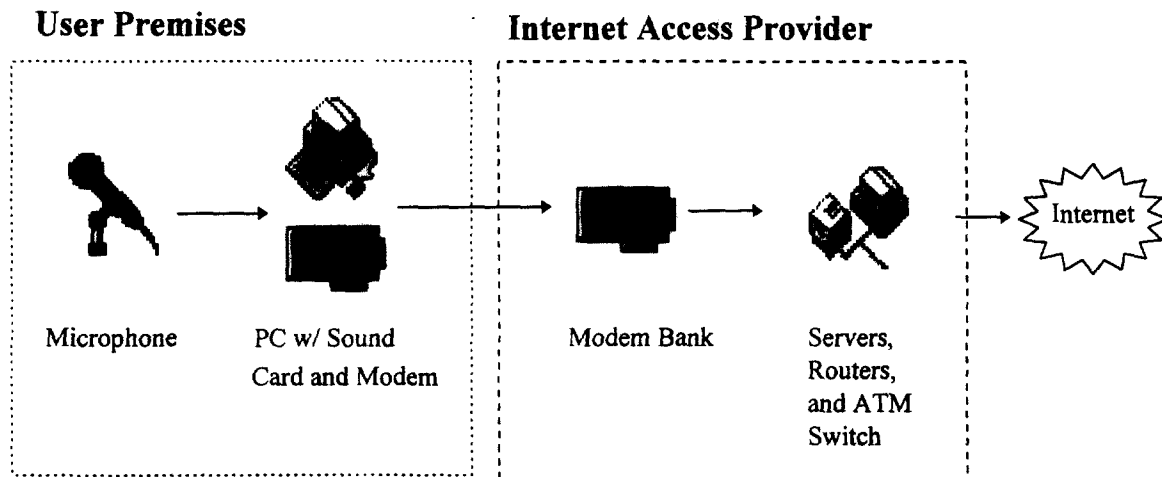 User Premises
Internet Access Provider
Microphone
PC w/ Sound
Card and Modem
Modem Bank
Servers,
Routers,
and ATM
Switch
Internet